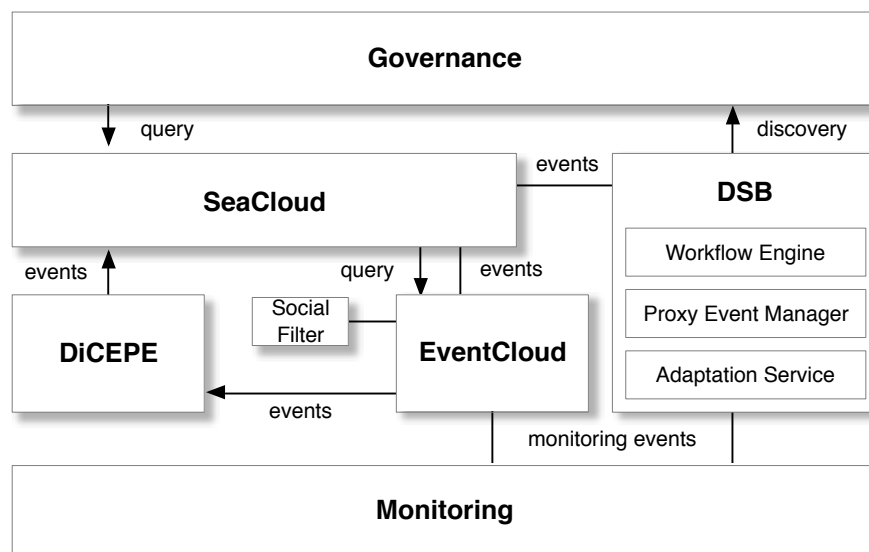 Governance
query
discovery
SeaCloud
events
DSB
Workflow Engine
Proxy Event Manager
Adaptation Service
events
query
events
Social
Filter
DiCEPE
EventCloud
events
monitoring events
Monitoring